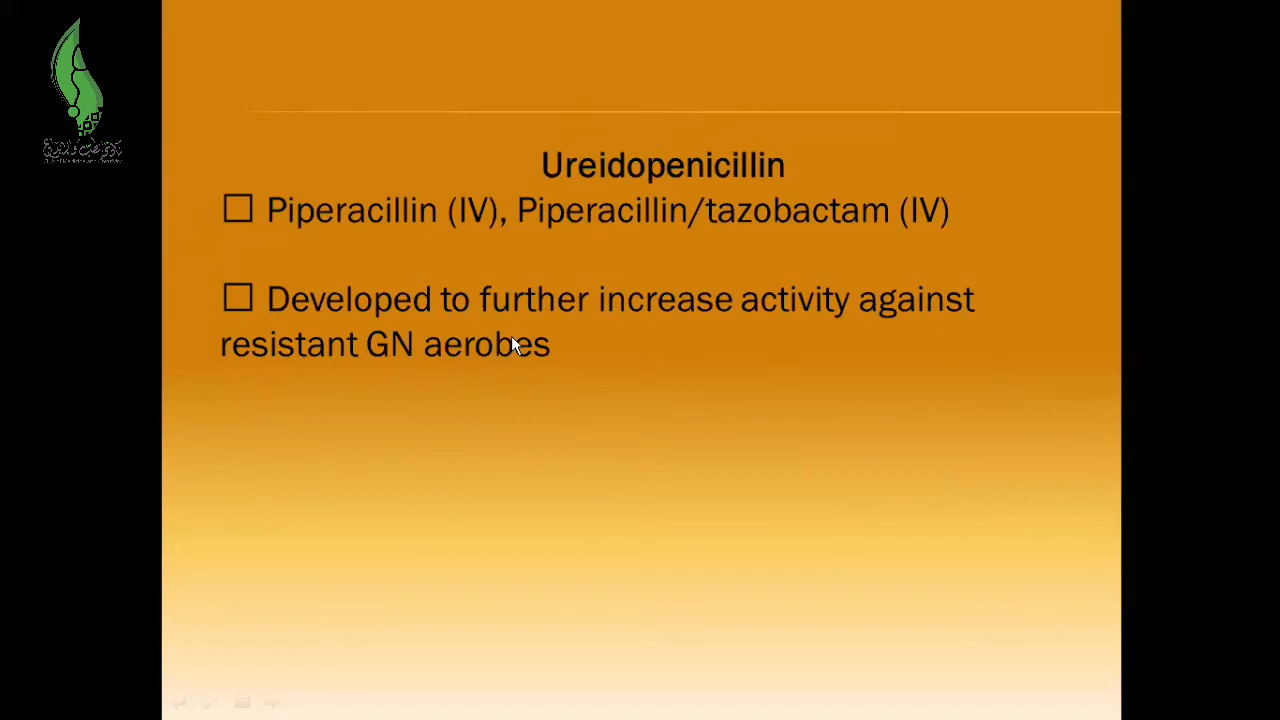 Ureidopenicillin
☐ Piperacillin (IV), Piperacillin/tazobactam (IV)
☐ Developed to further increase activity against
resistant GN aerobes